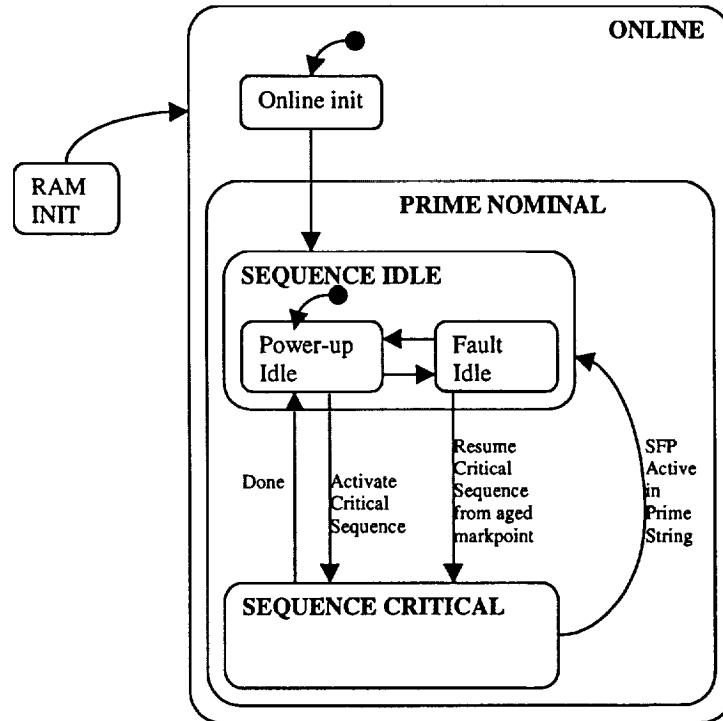 ONLINE
Online init
RAM
INIT
PRIME NOMINAL
SEQUENCE IDLE
Power-up
Idle
Fault
Idle
Done
Activate
Critical
Sequence
Resume
Critical
Sequence
from aged
markpoint
SFP
Active
in
Prime
String
SEQUENCE CRITICAL